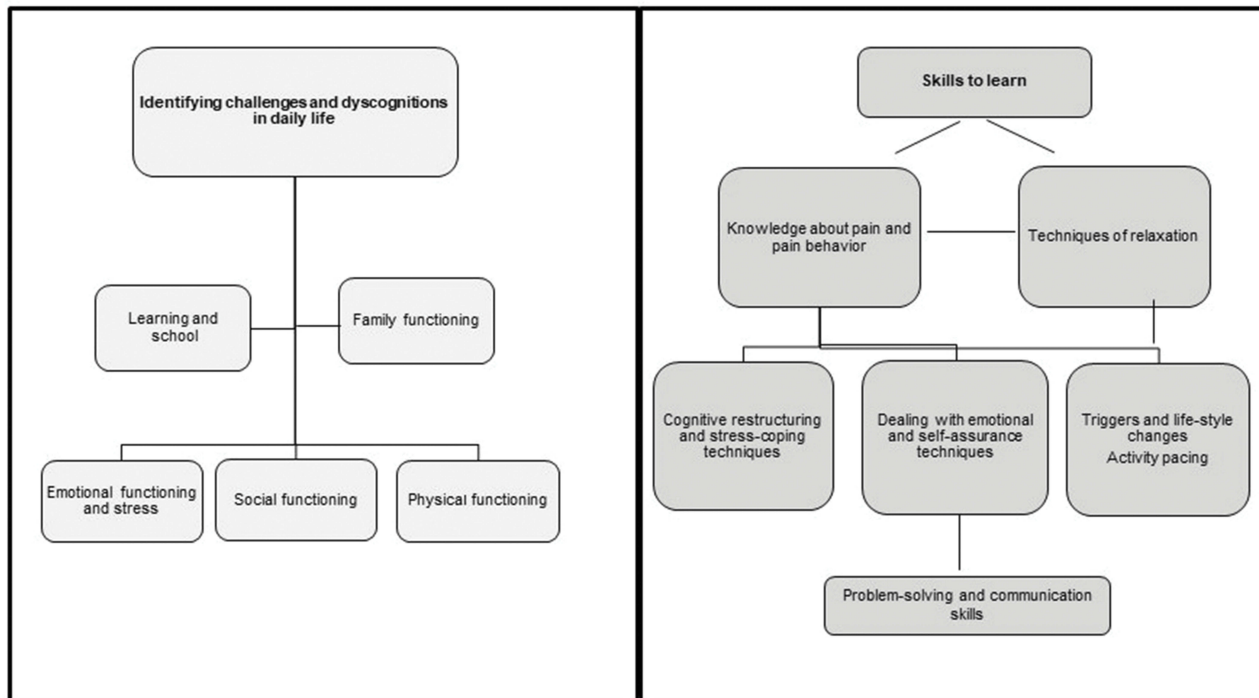 Identifying challenges and dyscognitions
in daily life
Learning and
school
Family functioning
Emotional functioning
and stress
Social functioning
Physical functioning
Skills to learn
Knowledge about pain and
pain behavior
Techniques of relaxation
Cognitive restructuring
and stress-coping
techniques
Dealing with emotional
and self-assurance
techniques
Triggers and life-style
changes
Activity pacing
Problem-solving and communication
skills